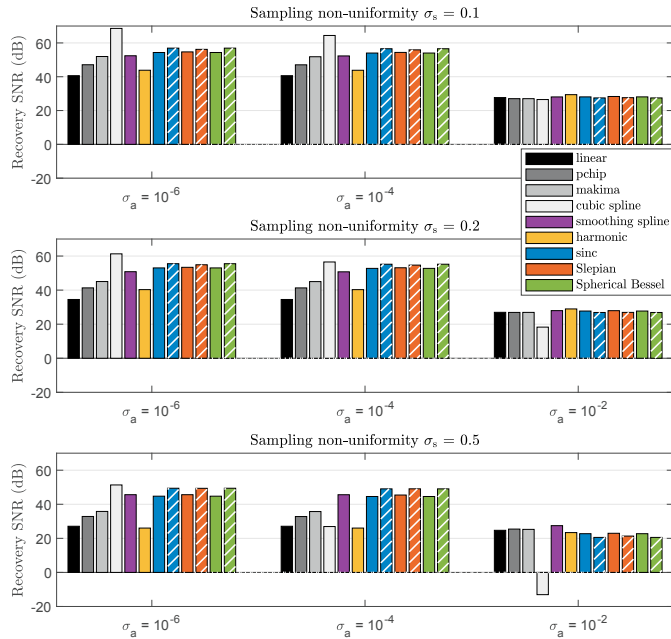 Sampling non-uniformity σs = 0.1
Recovery SNR (dB)
60
40
20
0
-20
σa = 10-6
σa = 10-4
linear
pchip
makima
cubic spline
smoothing spline
harmonic
sinc
Slepian
Spherical Bessel
Sampling non-uniformity σs = 0.2
Recovery SNR (dB)
60
40
20
0
-20
σa = 10-6
σa = 10-4
σa = 10-2
Sampling non-uniformity σs = 0.5
Recovery SNR (dB)
60
40
20
0
-20
σa = 10-6
σa = 10-4
σa = 10-2